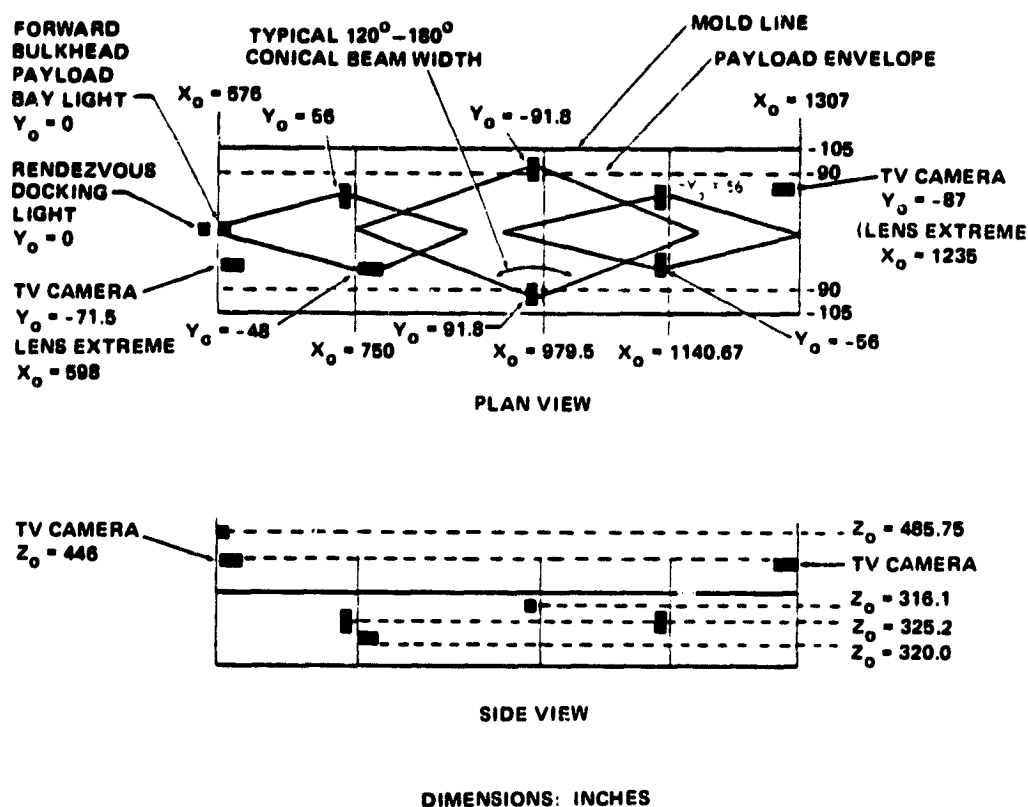 FORWARD
BULKHEAD
PAYLOAD
BAY LIGHT
Y₀ = 0
RENDEZVOUS
DOCKING
LIGHT
Y₀ = 0
TV CAMERA
Y₀ = -71.5
LENS EXTREME
X₀ = 598
X₀ = 576
TYPICAL 120⁰-180⁰
CONICAL BEAM WIDTH
Y₀ = 56
Y₀ = -91.8
MOLD LINE
PAYLOAD ENVELOPE
X₀ = 1307
-105
-90
-Y₀ = 56
TV CAMERA
Y₀ = -87
(LENS EXTREME
X₀ = 1235
-90
-105
Y₀ = -48
X₀ = 750
Y₀ = 91.8
X₀ = 979.5
X₀ = 1140.67
Y₀ = -56
PLAN VIEW
TV CAMERA
Z₀ = 446
Z₀ = 485.75
TV CAMERA
Z₀ = 316.1
Z₀ = 325.2
Z₀ = 320.0
SIDE VIEW
DIMENSIONS: INCHES